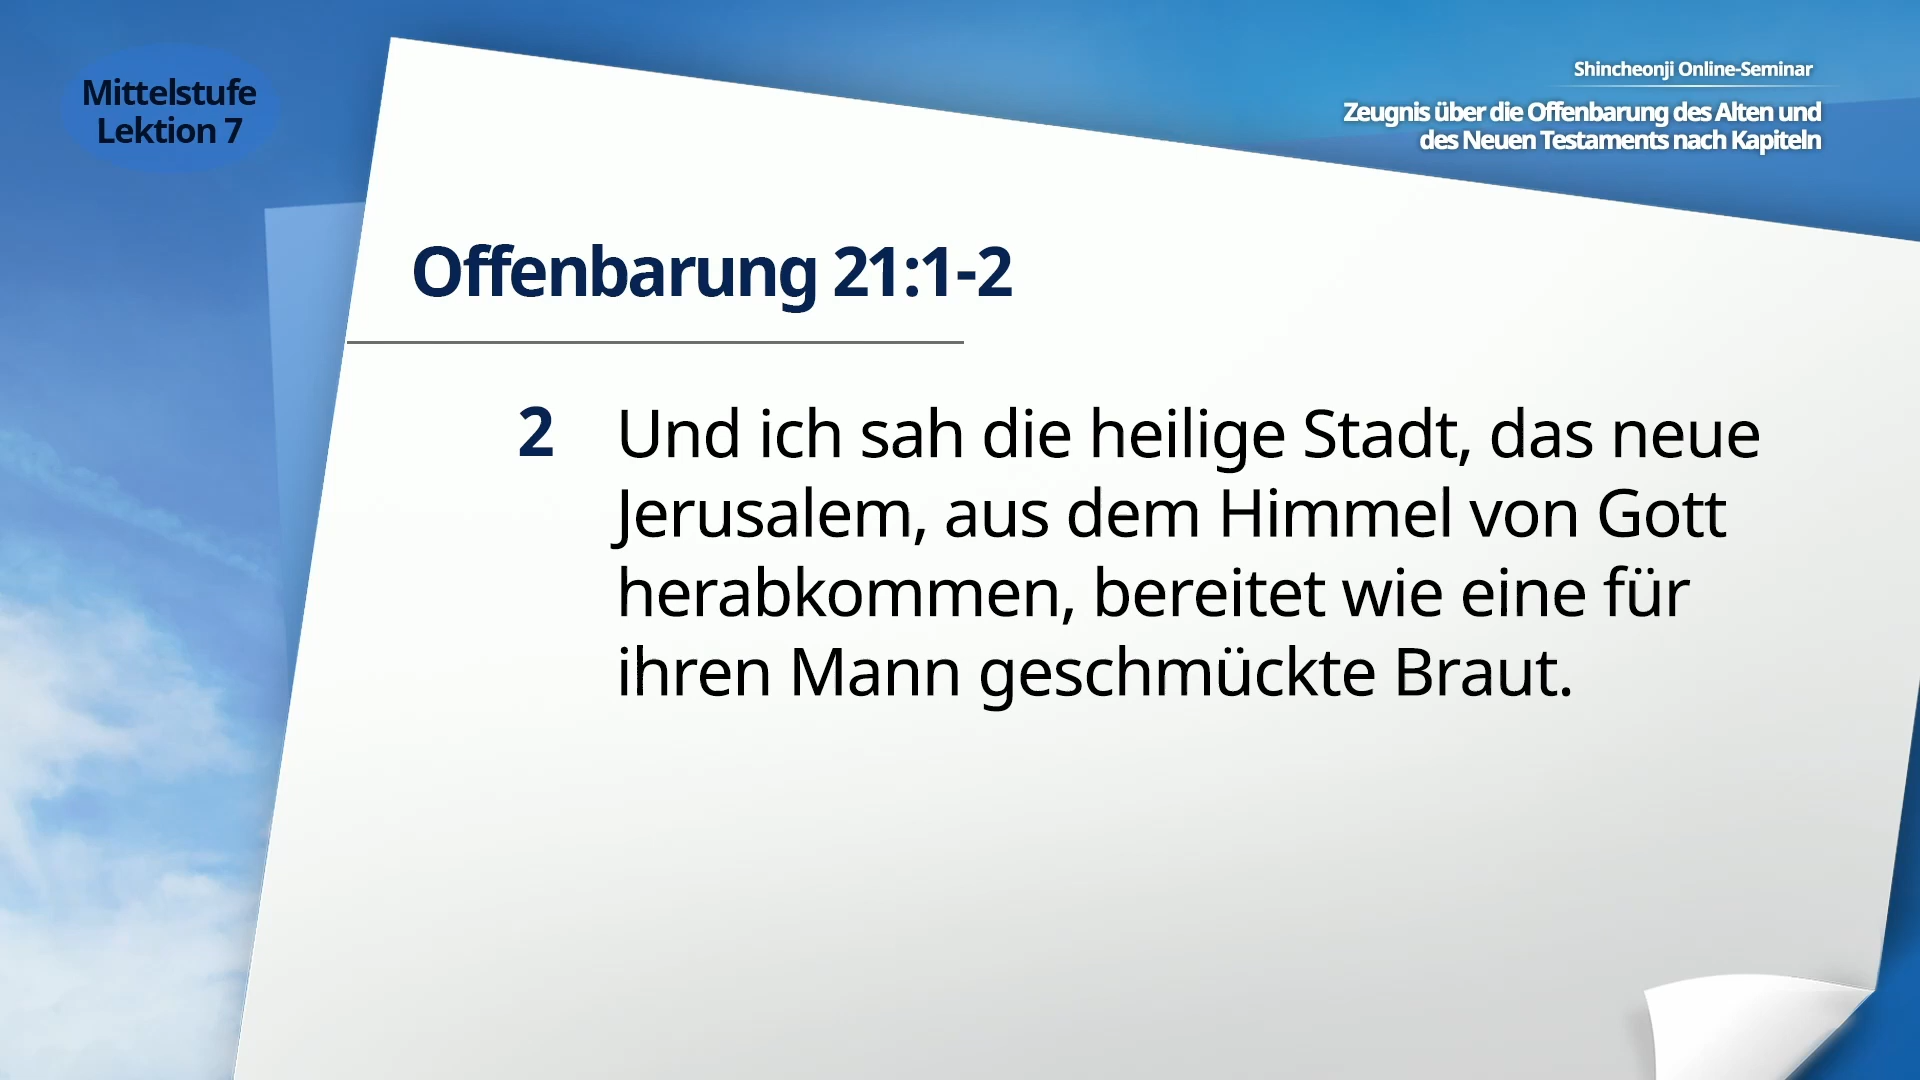 Mittelstufe
Lektion 7
Shincheonji Online-Seminar
Zeugnis über die Offenbarung des Alten und
des Neuen Testaments nach Kapiteln
Offenbarung 21:1-2
2 Und ich sah die heilige Stadt, das neue
Jerusalem, aus dem Himmel von Gott
herabkommen, bereitet wie eine für
ihren Mann geschmückte Braut.